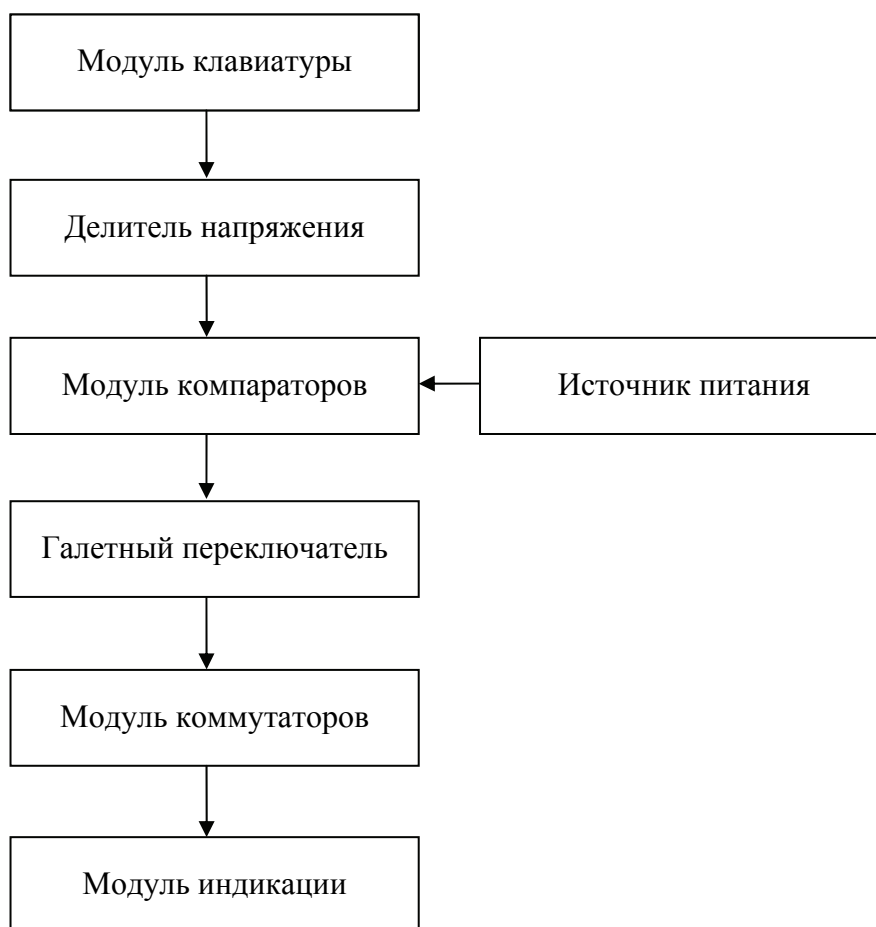 Модуль клавиатуры
Делитель напряжения
Модуль компараторов
Источник питания
Галетный переключатель
Модуль коммутаторов
Модуль индикации